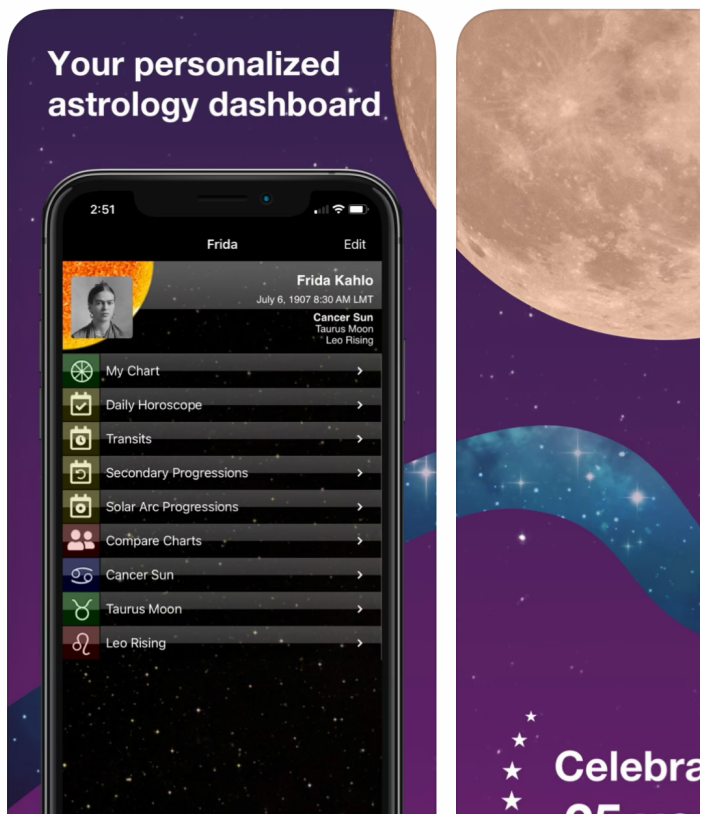 Your personalized
astrology dashboard
2:51
Frida
Edit
Frida Kahlo
July 6, 1907 8:30 AM LMT
Cancer Sun
Taurus Moon
Leo Rising
My Chart
Daily Horoscope
Transits
Secondary Progressions
Solar Arc Progressions
Compare Charts
Cancer Sun
Taurus Moon
Leo Rising
Celebra